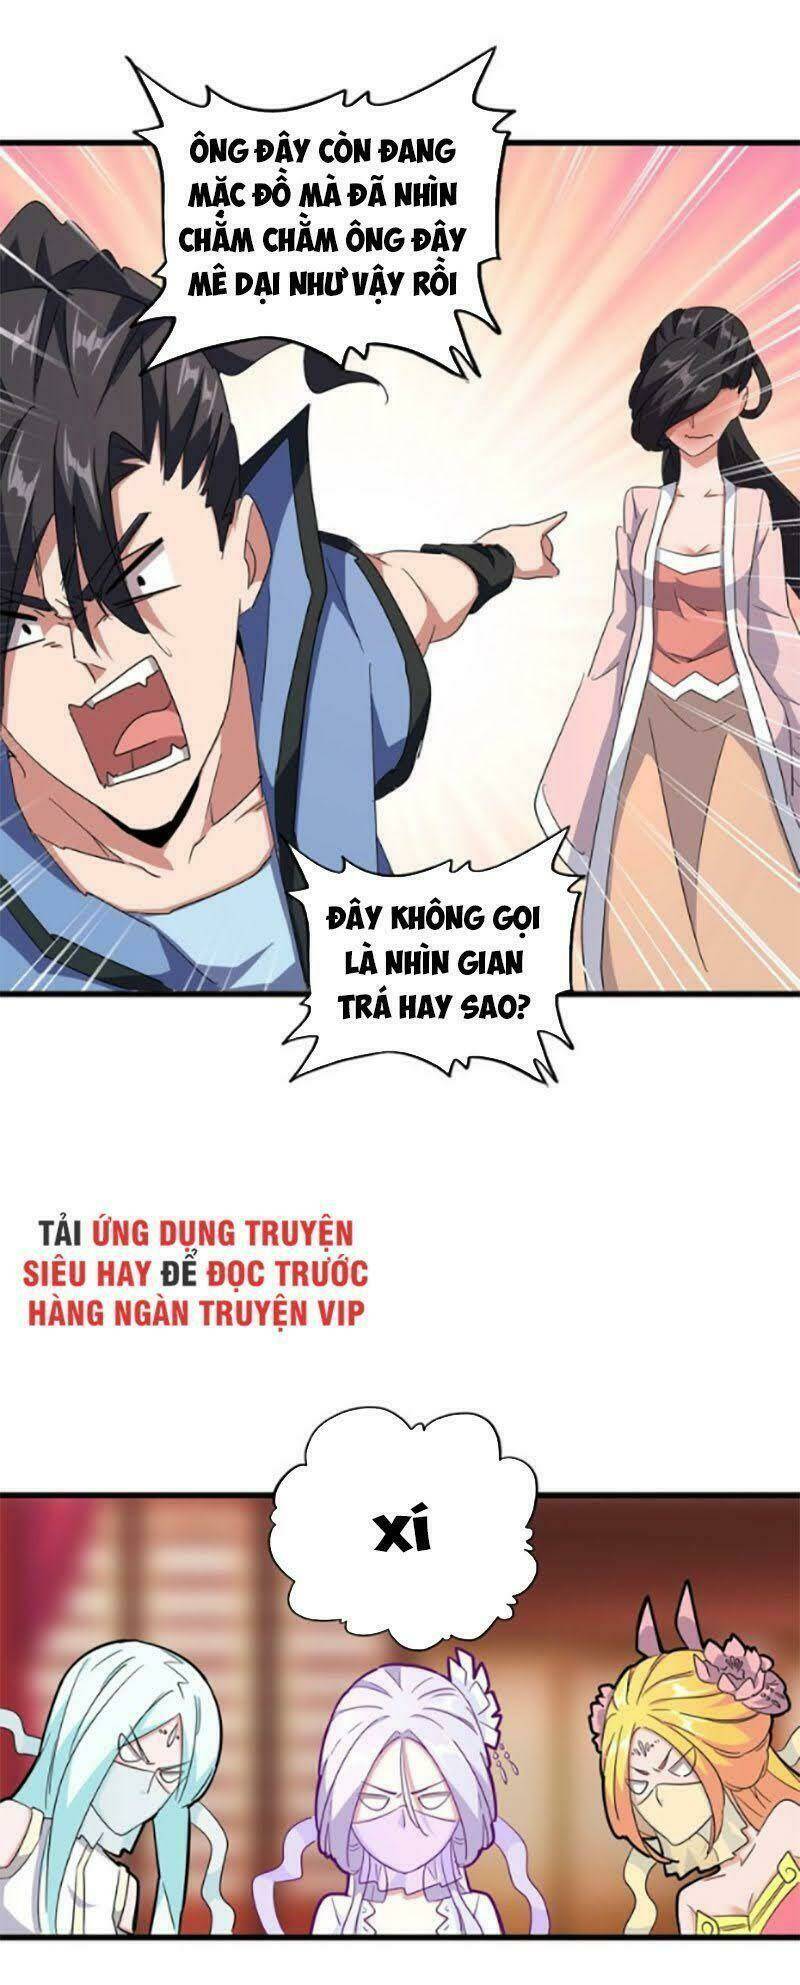 ÔNG ĐÂY CÒN ĐANG
MẶC ĐỒ MÀ ĐÃ NHÌN
CHẰM CHẰM ÔNG ĐÂY
MÊ DẠI NHƯ VẬY RỒI
ĐÂY KHÔNG GỌI
LÀ NHÌN GIAN
TRÁ HAY SAO?
TẢI ỨNG DỤNG TRUYỆN
SIÊU HAY ĐỂ ĐỌC TRƯỚC
HÀNG NGÀN TRUYỆN VIP
XÍ